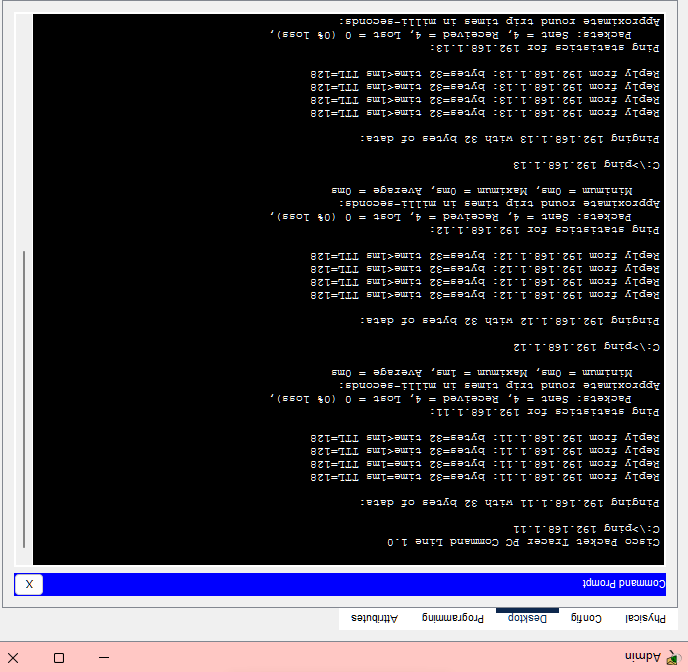 Admin
Physical
Config
Desktop
Programming
Attributes
Command Prompt
X
Cisco Packet Tracer PC Command Line 1.0
C:\>ping 192.168.1.11
Pinging 192.168.1.11 with 32 bytes of data:
Reply from 192.168.1.11: bytes=32 time<1ms TTL=128
Reply from 192.168.1.11: bytes=32 time=1ms TTL=128
Reply from 192.168.1.11: bytes=32 time<1ms TTL=128
Reply from 192.168.1.11: bytes=32 time<1ms TTL=128
Ping statistics for 192.168.1.11:
Packets: Sent = 4, Received = 4, Lost = 0 (0% loss),
Approximate round trip times in milli-seconds:
Minimum = 0ms, Maximum = 1ms, Average = 0ms
C:\>ping 192.168.1.12
Pinging 192.168.1.12 with 32 bytes of data:
Reply from 192.168.1.12: bytes=32 time<1ms TTL=128
Reply from 192.168.1.12: bytes=32 time<1ms TTL=128
Reply from 192.168.1.12: bytes=32 time<1ms TTL=128
Reply from 192.168.1.12: bytes=32 time<1ms TTL=128
Ping statistics for 192.168.1.12:
Packets: Sent = 4, Received = 4, Lost = 0 (0% loss),
Approximate round trip times in milli-seconds:
Minimum = 0ms, Maximum = 0ms, Average = 0ms
C:\>ping 192.168.1.13
Pinging 192.168.1.13 with 32 bytes of data:
Reply from 192.168.1.13: bytes=32 time<1ms TTL=128
Reply from 192.168.1.13: bytes=32 time<1ms TTL=128
Reply from 192.168.1.13: bytes=32 time<1ms TTL=128
Reply from 192.168.1.13: bytes=32 time<1ms TTL=128
Ping statistics for 192.168.1.13:
Packets: Sent = 4, Received = 4, Lost = 0 (0% loss),
Approximate round trip times in milli-seconds: